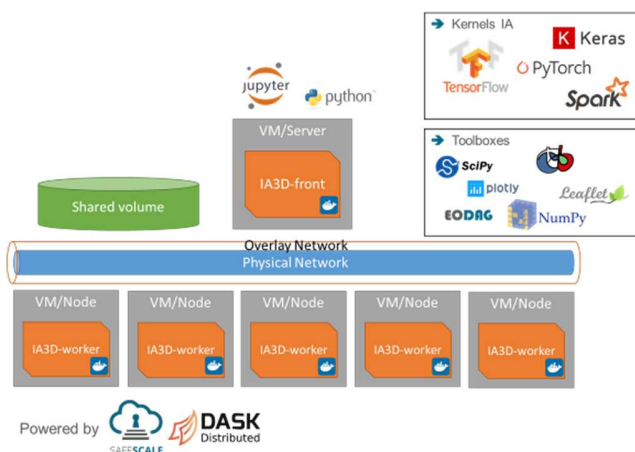 jupyter
python
VM/Server
IA3D-front
Shared volume
Overlay Network
Physical Network
VM/Node
VM/Node
VM/Node
VM/Node
VM/Node
IA3D-worker
IA3D-worker
IA3D-worker
IA3D-worker
IA3D-worker
Powered by
SAFESCALE
DASK
Distributed
Kernels IA
TensorFlow
K Keras
PyTorch
Spark
Toolboxes
SciPy
plotly
Leaflet
EODAG
NumPy